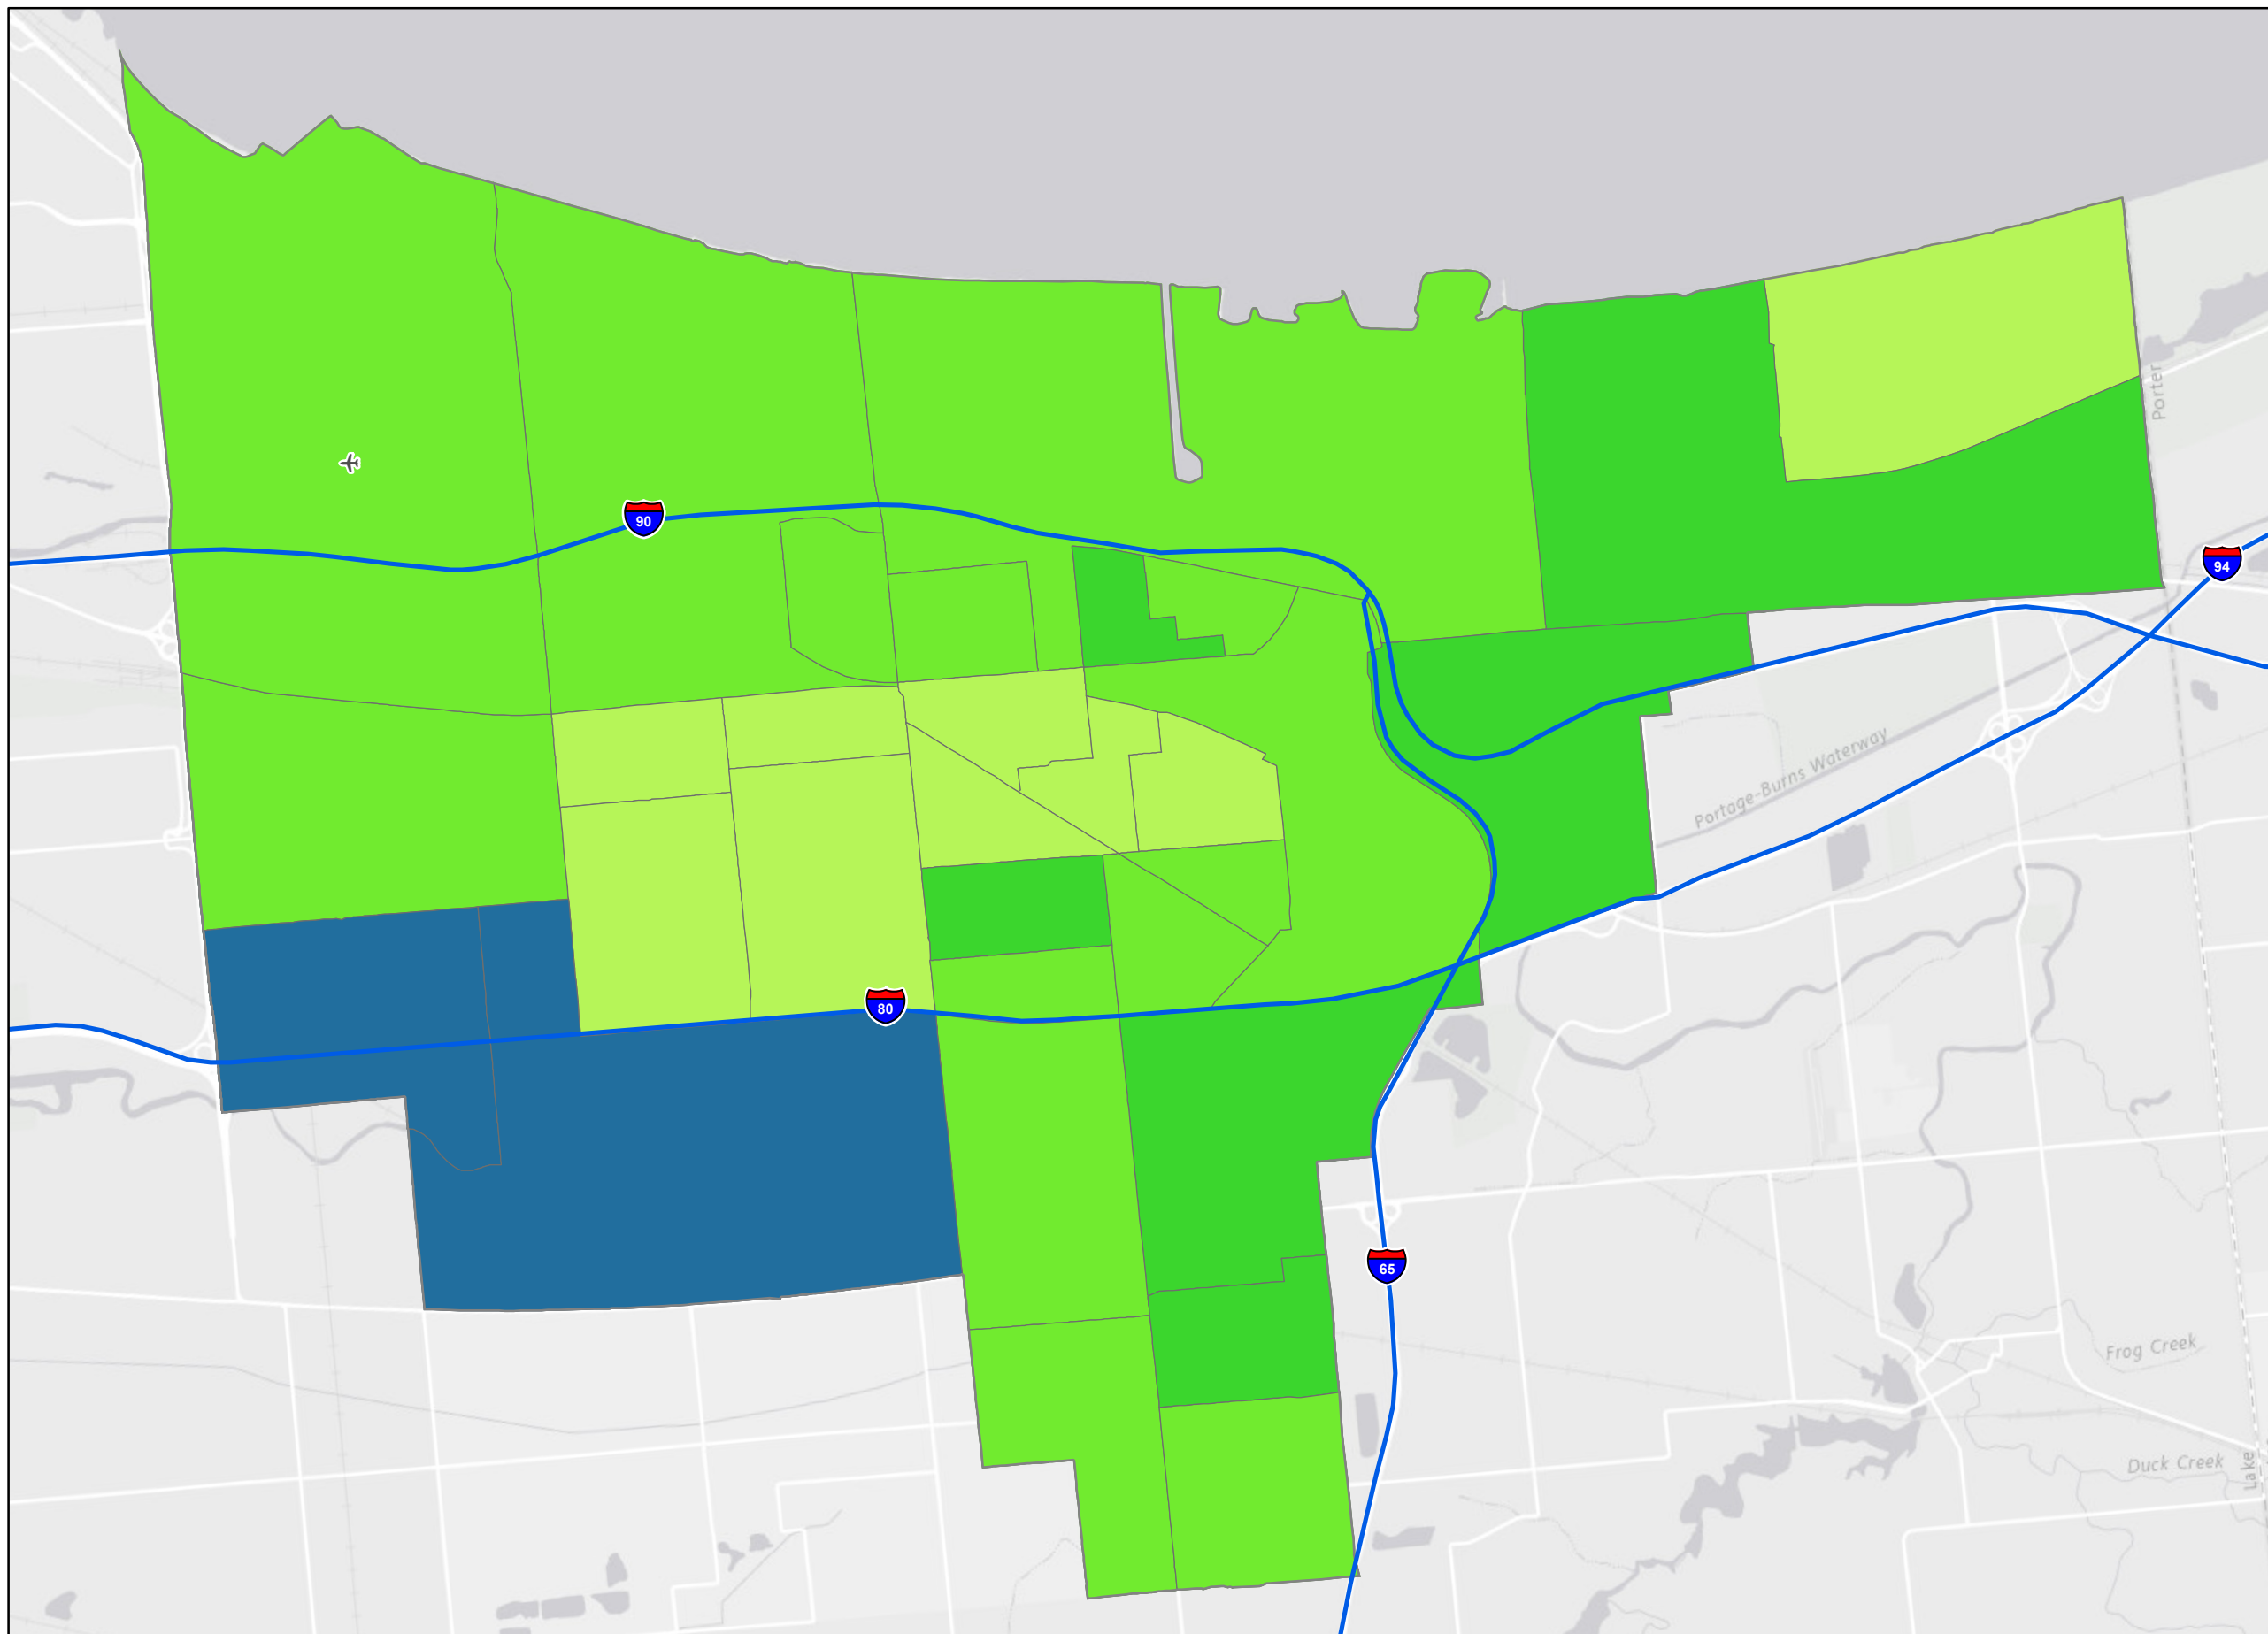 Porter
90
94
Portage-Burns Waterway
80
65
Frog Creek
Duck Creek
Lake